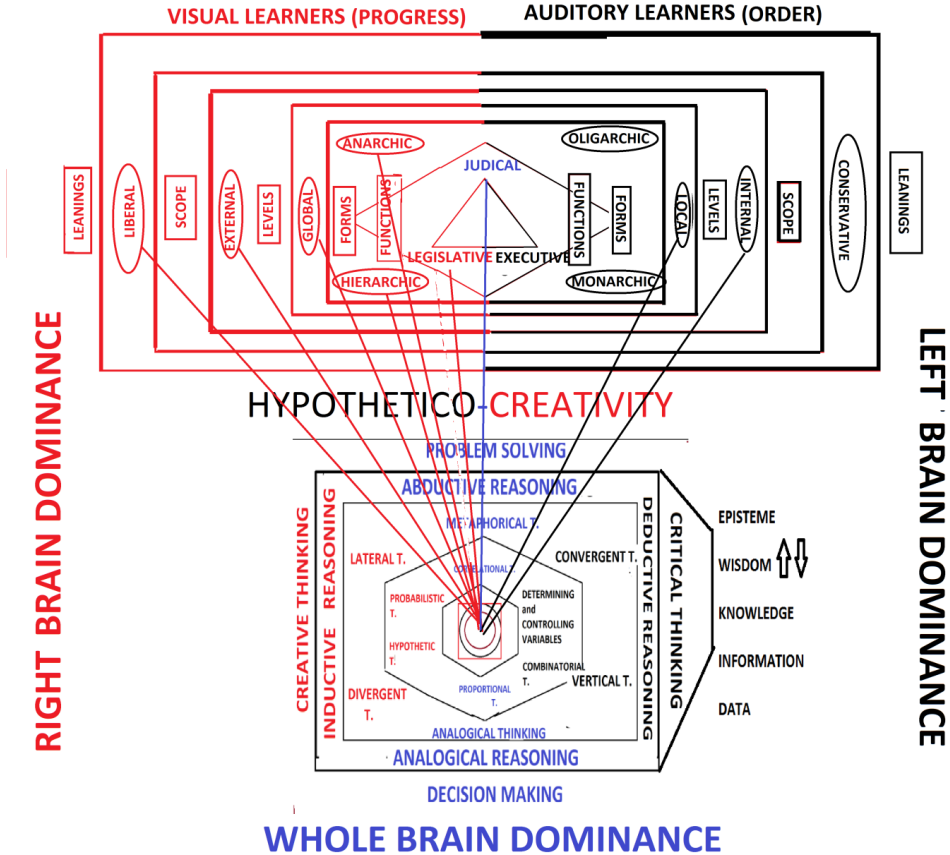 VISUAL LEARNERS (PROGRESS)
AUDITORY LEARNERS (ORDER)
ANARCHIC
OLIGARCHIC
JUDICAL
LEANINGS
LIBERAL
SCOPE
EXTERNAL
LEVELS
GLOBAL
FORMS
FUNCTIONS
FUNCTIONS
FORMS
LOCAL
LEVELS
INTERNAL
SCOPE
CONSERVATIVE
LEANINGS
LEGISLATIVE
EXECUTIVE
HIERARCHIC
MONARCHIC
RIGHT BRAIN DOMINANCE
LEFT BRAIN DOMINANCE
HYPOTHETICO-CREATIVITY
PROBLEM SOLVING
ABDUCTIVE REASONING
CREATIVE THINKING
INDUCTIVE REASONING
DEDUCTIVE REASONING
CRITICAL THINKING
METAPHORICAL T.
LATERAL T.
CONVERGENT T.
CORRELATIONAL T.
PROBABILISTIC
T.
DETERMINING
and
CONTROLLING
VARIABLES
HYPOTHETIC
T.
COMBINATORIAL
T.
DIVERGENT
T.
VERTICAL T.
PROPORTIONAL
T.
ANALOGICAL THINKING
ANALOGICAL REASONING
DECISION MAKING
EPISTEME
WISDOM
KNOWLEDGE
INFORMATION
DATA
WHOLE BRAIN DOMINANCE